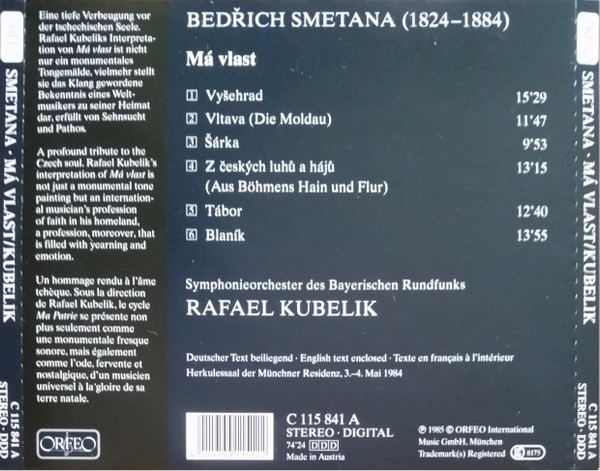 SMETANA · MÁ VLAST/KUBELIK
C 115 841 A
STEREO · DDD
Eine tiefe Verbeugung vor
der tschechischen Seele.
Rafael Kubeliks Interpreta-
tion von Má vlast ist nicht
nur ein monumentales
Tongemälde, vielmehr stellt
sie das Klang gewordene
Bekenntnis eines Welt-
musikers zu seiner Heimat
dar, erfüllt von Sehnsucht
und Pathos.
A profound tribute to the
Czech soul. Rafael Kubelik's
interpretation of Má vlast is
not just a monumental tone
painting but an internation-
al musician's profession
of faith in his homeland,
a profession, moreover, that
is filled with yearning and
emotion.
Un hommage rendu à l'âme
tchèque. Sous la direction
de Rafael Kubelik, le cycle
Ma Patrie se présente non
plus seulement comme
une monumentale fresque
sonore, mais également
comme l'ode, fervente et
nostalgique, d'un musicien
universel à la gloire de sa
terre natale.
ORFEO
BEDŘICH SMETANA (1824–1884)
Má vlast
1 Vyšehrad 15'29
2 Vltava (Die Moldau) 11'47
3 Šárka 9'53
4 Z českých luhů a hájů 13'15
(Aus Böhmens Hain und Flur)
5 Tábor 12'40
6 Blaník 13'55
Symphonieorchester des Bayerischen Rundfunks
RAFAEL KUBELIK
Deutscher Text beiliegend · English text enclosed · Texte en français à l'intérieur
Herkulessaal der Münchner Residenz, 3.–4. Mai 1984
C 115 841 A
STEREO · DIGITAL
74'24 DDD
Made in Austria
℗ 1985 © ORFEO International
Music GmbH, München
Trademark(s) Registered LC 8175
SMETANA · MÁ VLAST/KUBELIK
C 115 841 A
STEREO · DDD